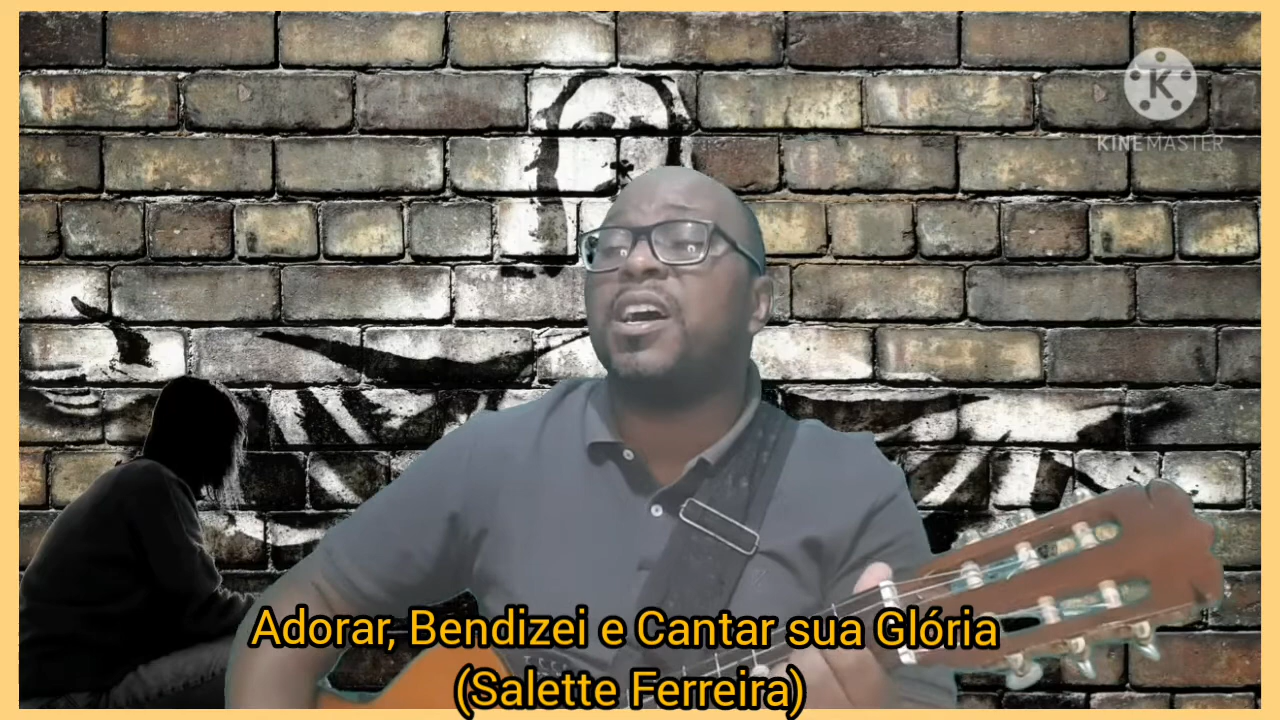 K
KINEMASTER
Adorar, Bendizei e Cantar sua Glória
(Salette Ferreira)